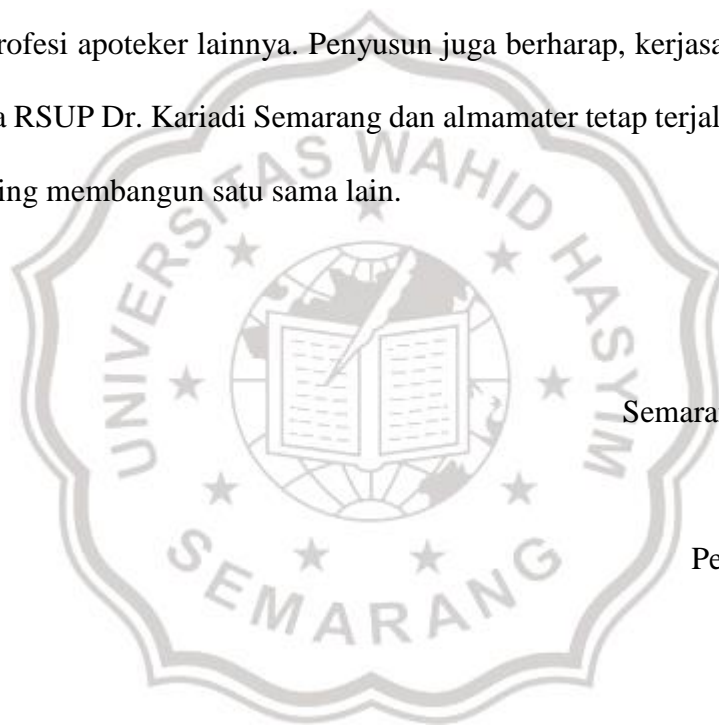 rofesi apoteker lainnya. Penyusun juga berharap, kerjasa
a RSUP Dr. Kariadi Semarang dan almamater tetap terjal
ing membangun satu sama lain.
UNIVERSITAS WAHID HASYIM
Semara
Pe
SEMARANG